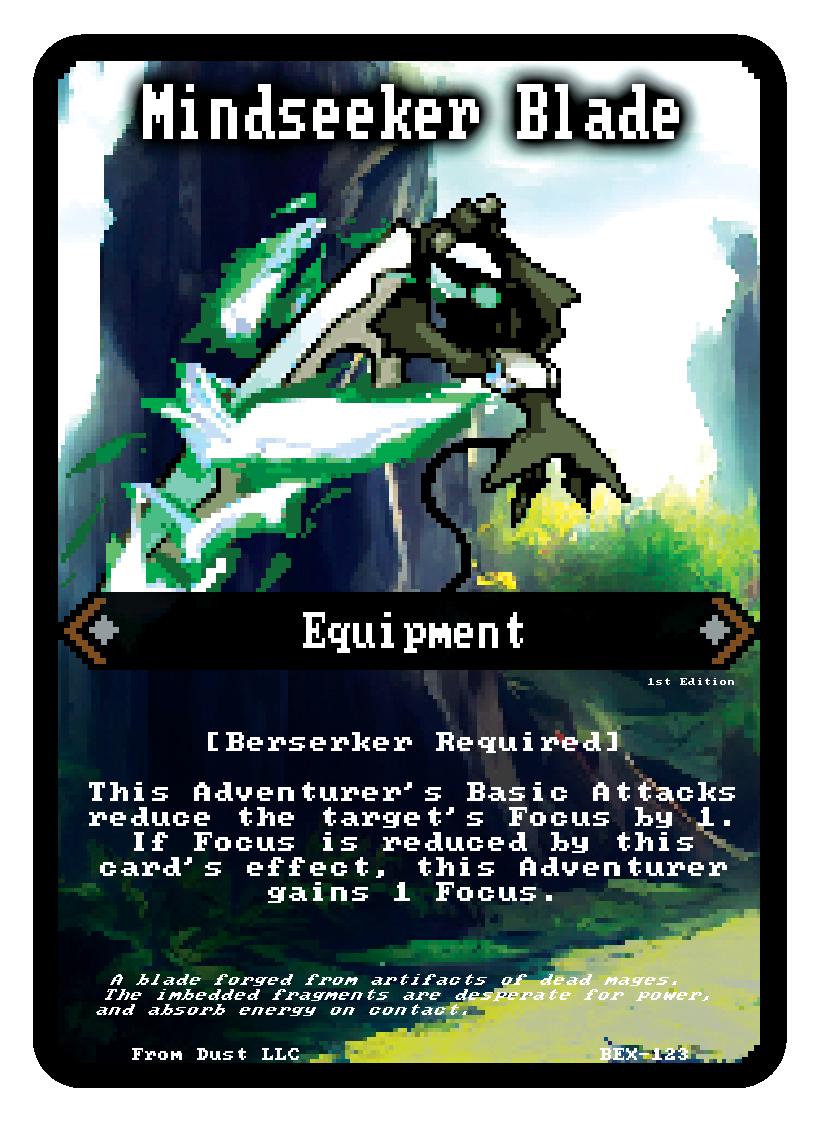 Mindseeker Blade
Equipment
1st Edition
[Berserker Required]
This Adventurer's Basic Attacks
reduce the target's Focus by 1.
If Focus is reduced by this
card's effect, this Adventurer
gains 1 Focus.
A blade forged from artifacts of dead mages.
The imbedded fragments are desperate for power,
and absorb energy on contact.
From Dust LLC
BEX-123